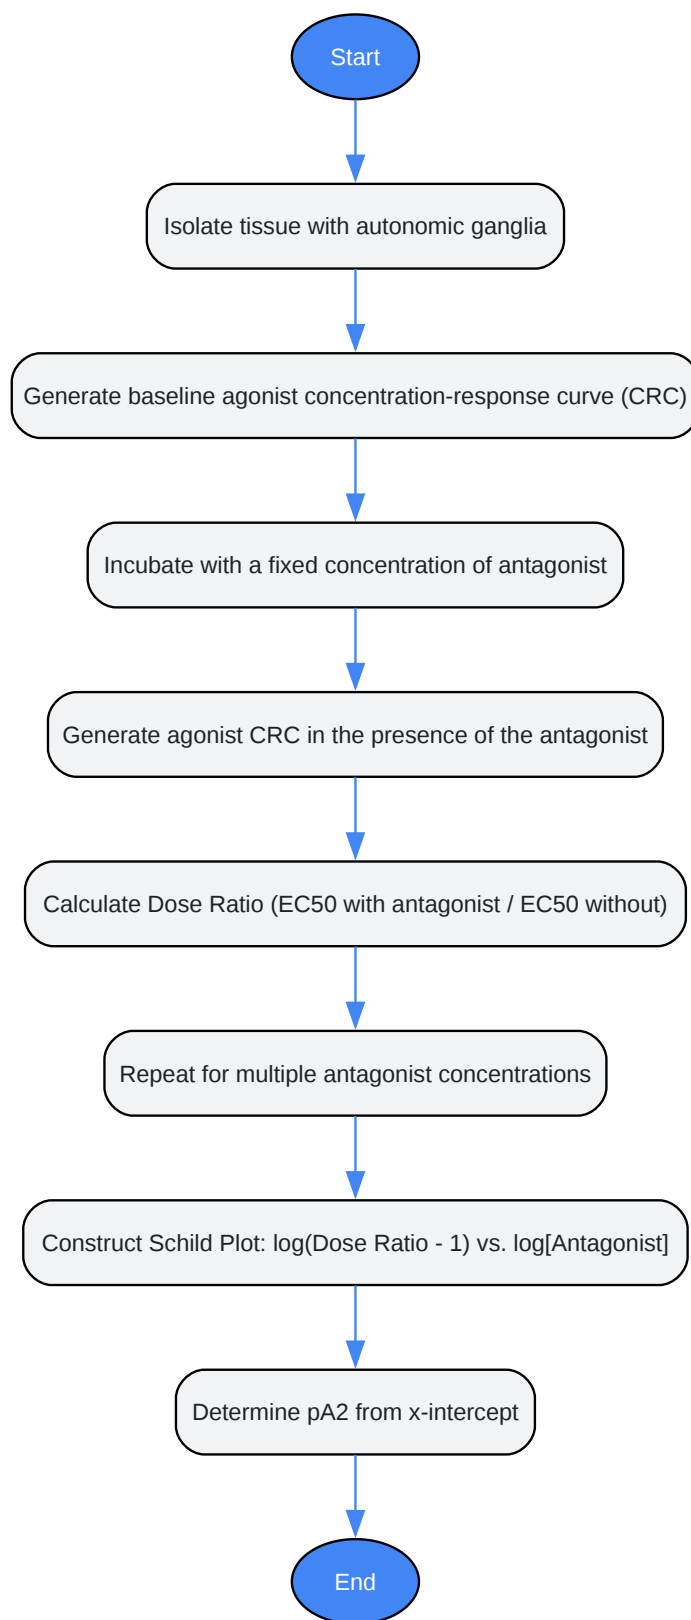 Start
Isolate tissue with autonomic ganglia
Generate baseline agonist concentration-response curve (CRC)
Incubate with a fixed concentration of antagonist
Generate agonist CRC in the presence of the antagonist
Calculate Dose Ratio (EC50 with antagonist / EC50 without)
Repeat for multiple antagonist concentrations
Construct Schild Plot: log(Dose Ratio - 1) vs. log[Antagonist]
Determine pA2 from x-intercept
End